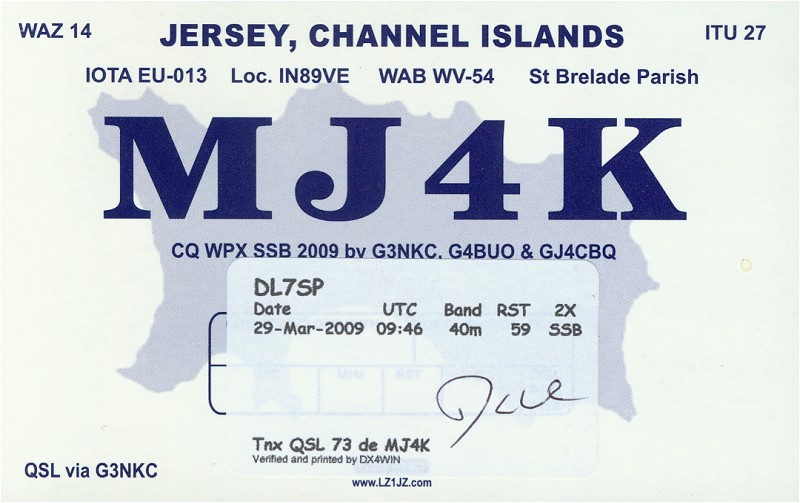 WAZ 14
JERSEY, CHANNEL ISLANDS
ITU 27
IOTA EU-013 Loc. IN89VE WAB WV-54 St Brelade Parish
MJ4K
CQ WPX SSB 2009 by G3NKC, G4BUO & GJ4CBQ
DL7SP
Date UTC Band RST 2X
29-Mar-2009 09:46 40m 59 SSB
Tnx QSL 73 de MJ4K
Verified and printed by DX4WIN
QSL via G3NKC
www.LZ1JZ.com